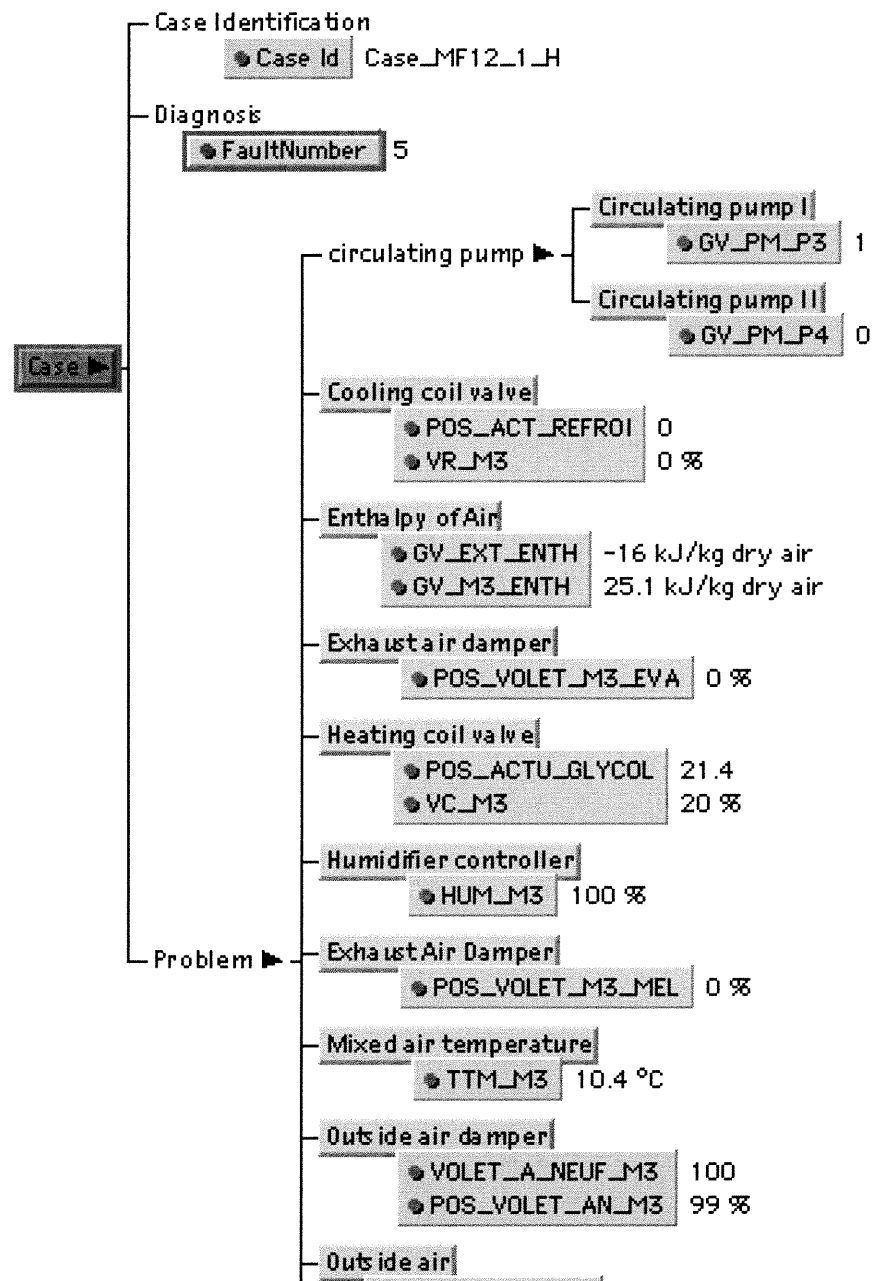 Case Identification
Case Id Case_MF12_1_H
Diagnosis
FaultNumber 5
Circulating pump I
GV_PM_P3 1
circulating pump
Circulating pump II
GV_PM_P4 0
Case
Cooling coil valve
POS_ACT_REFROI 0
VR_M3 0 %
Enthalpy of Air
GV_EXT_ENTH -16 kJ/kg dry air
GV_M3_ENTH 25.1 kJ/kg dry air
Exhaust air damper
POS_VOLET_M3_EVA 0 %
Heating coil valve
POS_ACTU_GLYCOL 21.4
VC_M3 20 %
Humidifier controller
HUM_M3 100 %
Problem
Exhaust Air Damper
POS_VOLET_M3_MEL 0 %
Mixed air temperature
TTM_M3 10.4 °C
Outside air damper
VOLET_A_NEUF_M3 100
POS_VOLET_AN_M3 99 %
Outside air